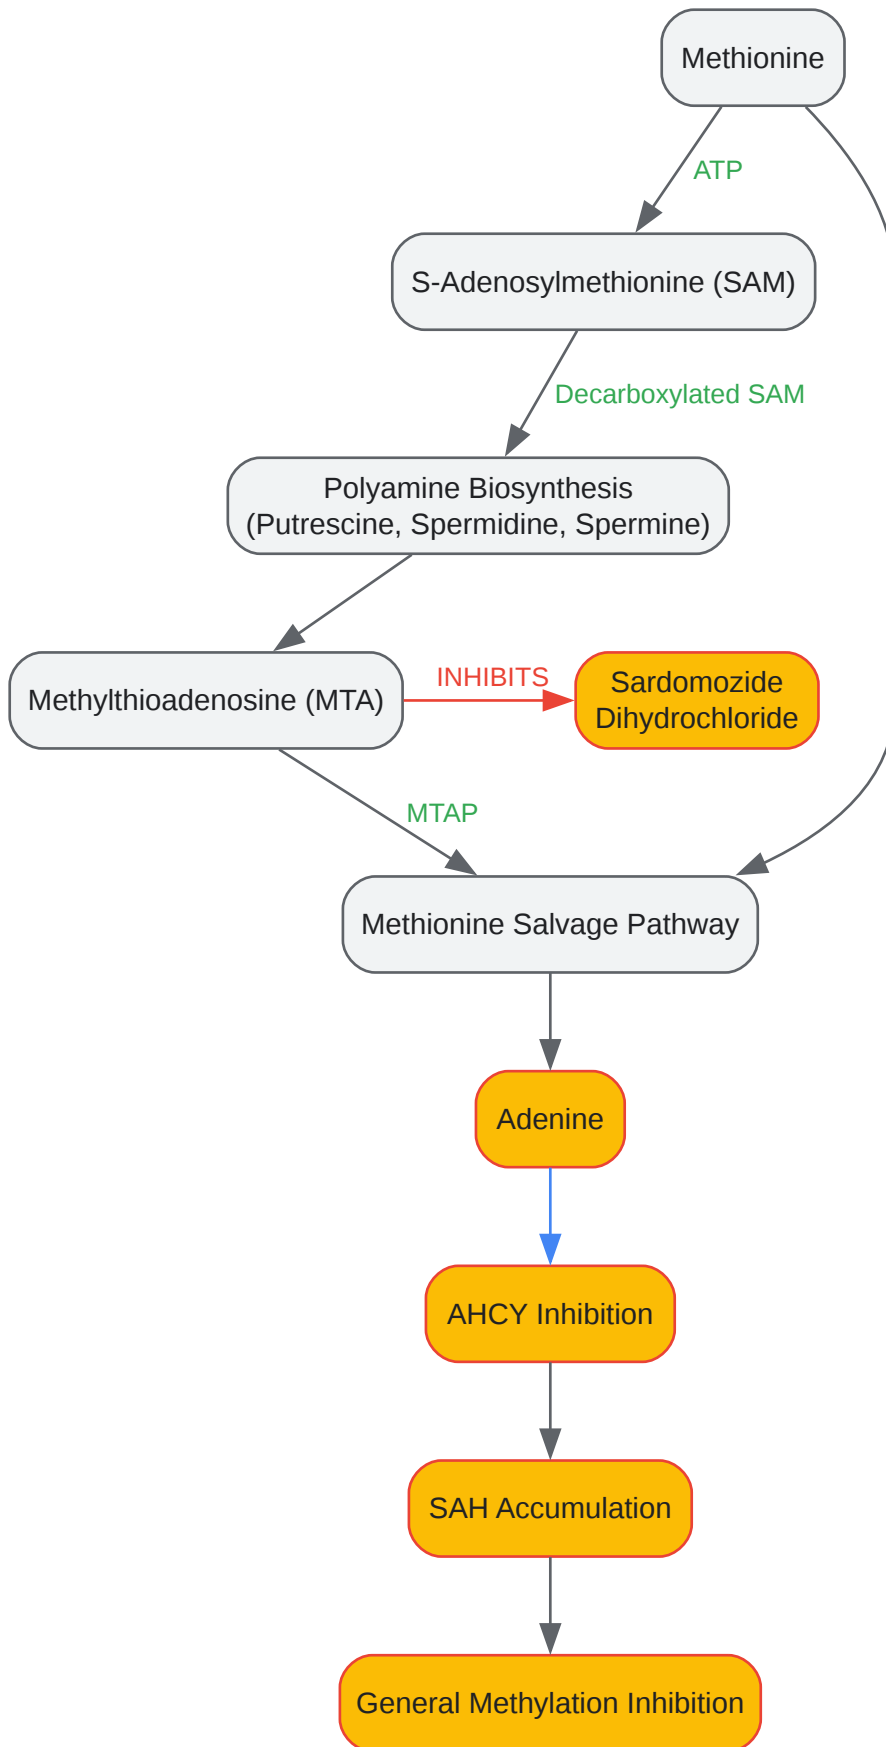 Methionine
ATP
S-Adenosylmethionine (SAM)
Decarboxylated SAM
Polyamine Biosynthesis
(Putrescine, Spermidine, Spermine)
Methylthioadenosine (MTA)
INHIBITS
Sardomozide
Dihydrochloride
MTAP
Methionine Salvage Pathway
Adenine
AHCY Inhibition
SAH Accumulation
General Methylation Inhibition